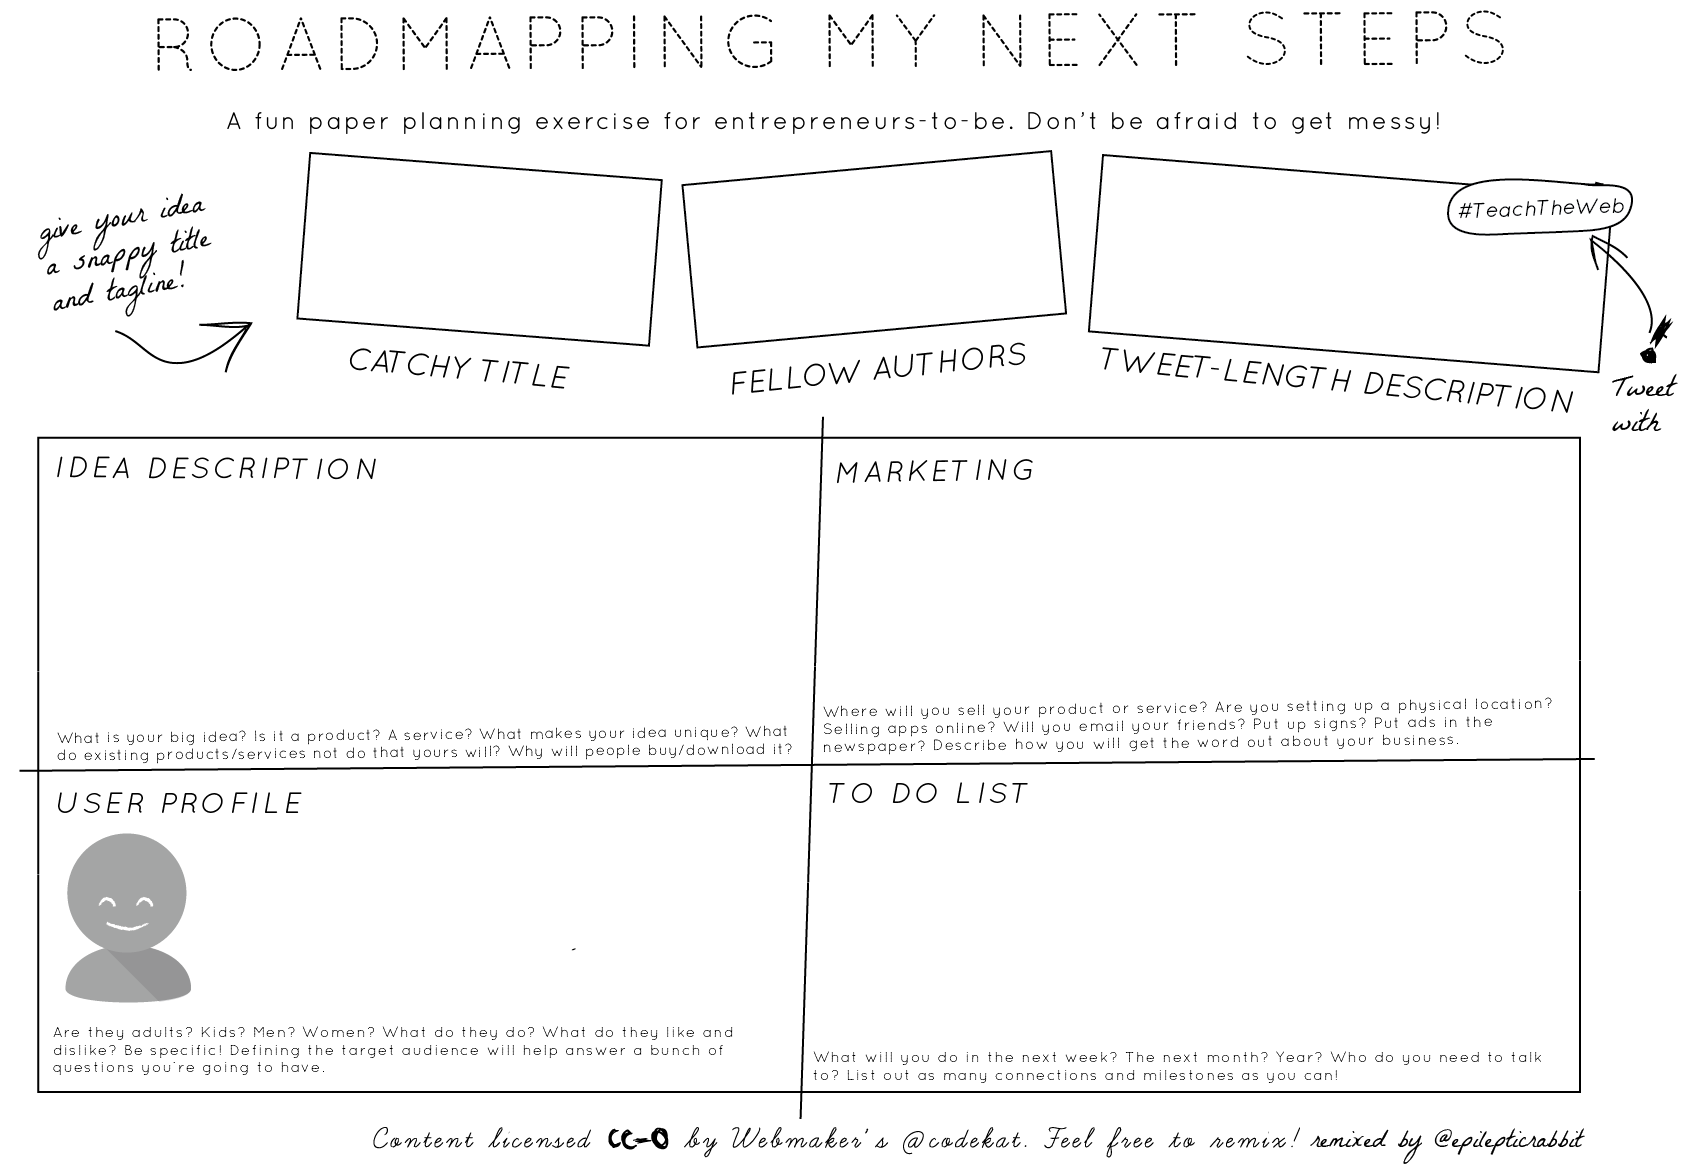 ROADMAPPING MY NEXT STEPS
A fun paper planning exercise for entrepreneurs-to-be. Don't be afraid to get messy!
give your idea
a snappy title
and tagline!
#TeachTheWeb
CATCHY TITLE
FELLOW AUTHORS
TWEET-LENGTH DESCRIPTION
Tweet
with
IDEA DESCRIPTION
What is your big idea? Is it a product? A service? What makes your idea unique? What
do existing products/services not do that yours will? Why will people buy/download it?
MARKETING
Where will you sell your product or service? Are you setting up a physical location?
Selling apps online? Will you email your friends? Put up signs? Put ads in the
newspaper? Describe how you will get the word out about your business.
USER PROFILE
Are they adults? Kids? Men? Women? What do they do? What do they like and
dislike? Be specific! Defining the target audience will help answer a bunch of
questions you're going to have.
TO DO LIST
What will you do in the next week? The next month? Year? Who do you need to talk
to? List out as many connections and milestones as you can!
Content licensed CC-0 by Webmaker's @codekat. Feel free to remix! remixed by @epilepticrabbit